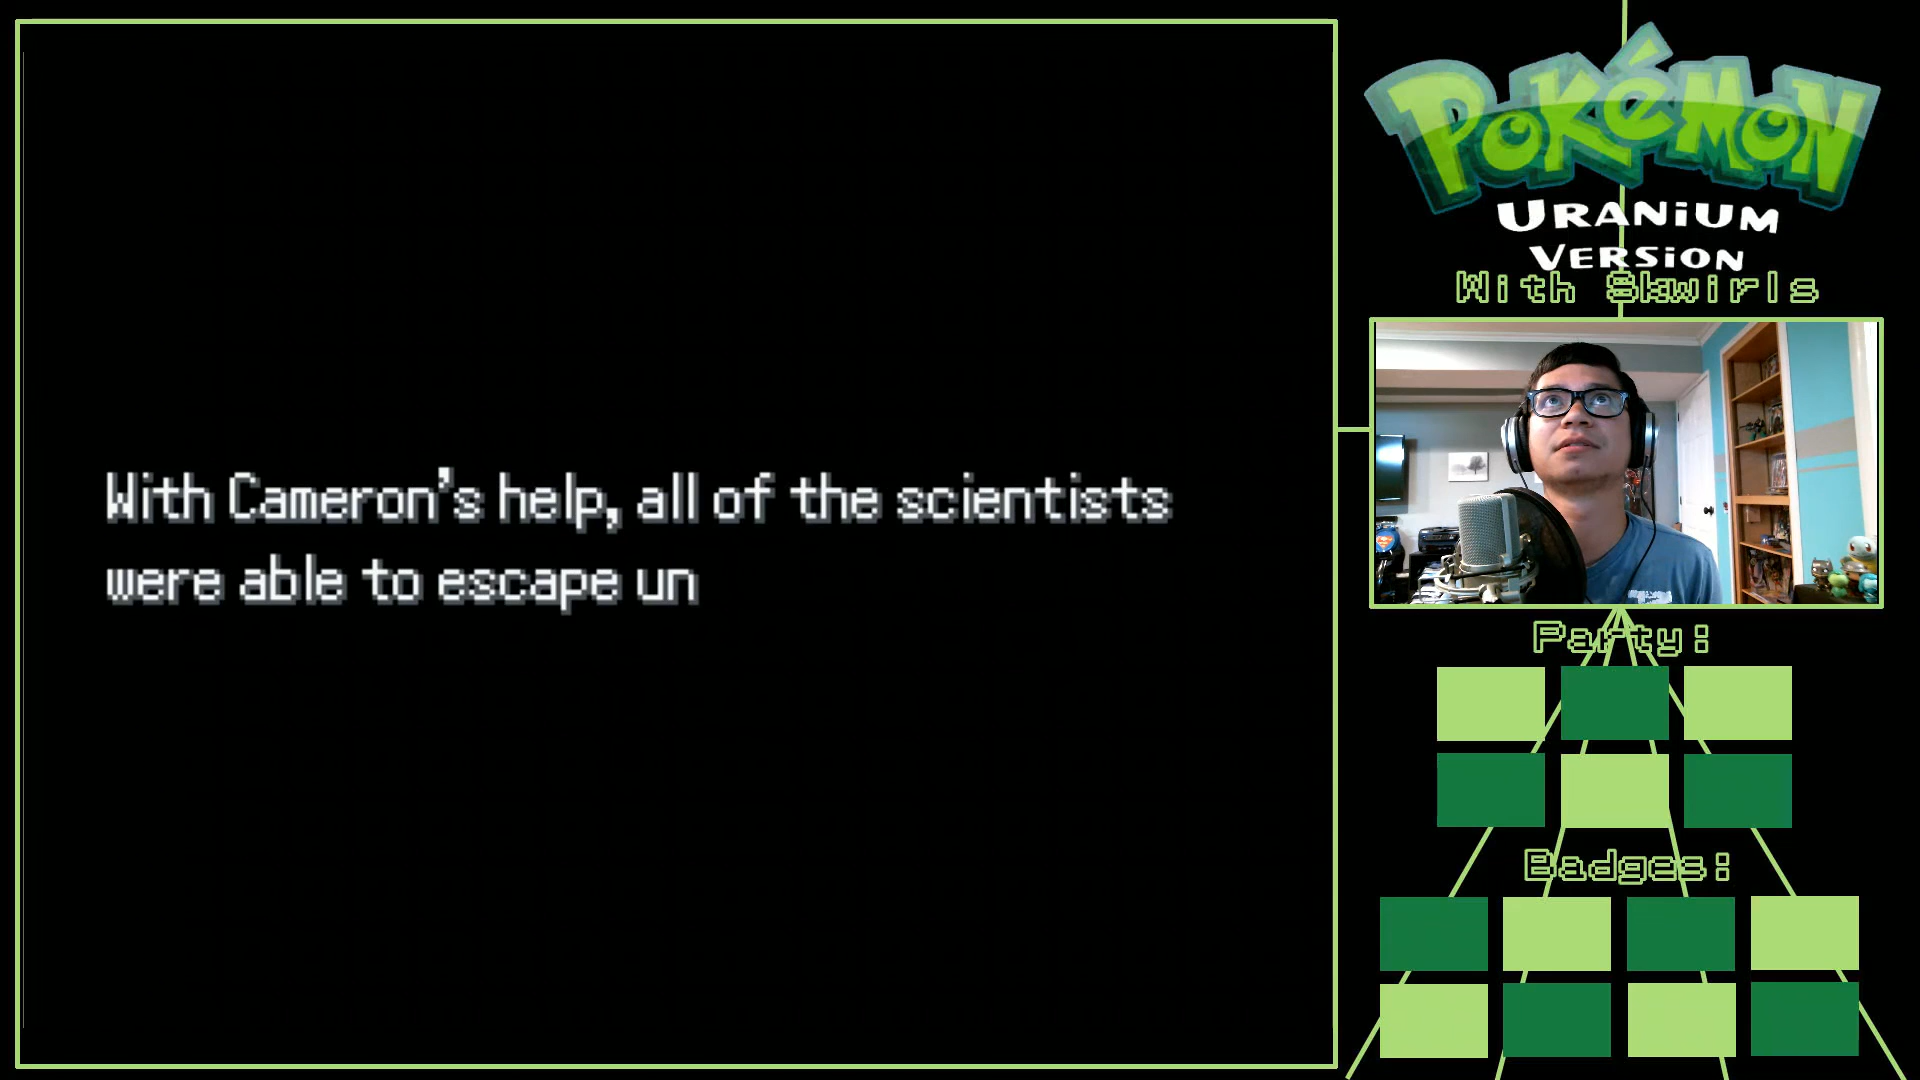 With Cameron's help, all of the scientists
were able to escape un
POKéMON
URANiUM
VERSiON
With Skwirls
Party:
Badges: